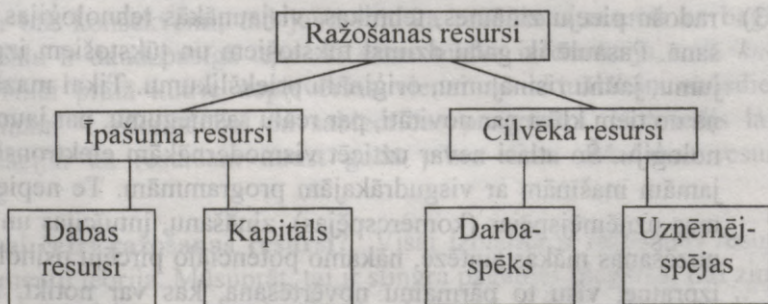 Ražošanas resursi
Īpašuma resursi
Cilvēka resursi
Dabas resursi
Kapitāls
Darba-
spēks
Uzņēmēj-
spējas